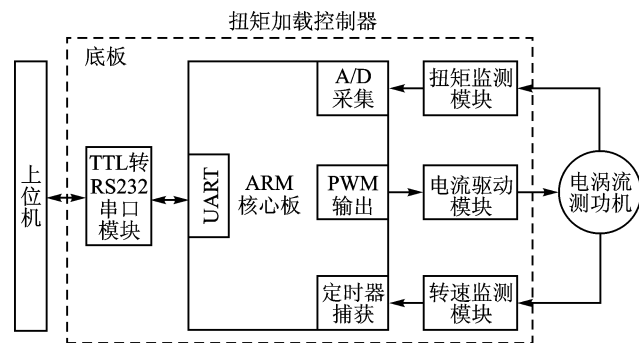 扭矩加载控制器
底板
上位机
TTL转
RS232
串口
模块
UART
ARM
核心板
A/D
采集
PWM
输出
定时器
捕获
扭矩监测
模块
电流驱动
模块
转速监测
模块
电涡流
测功机